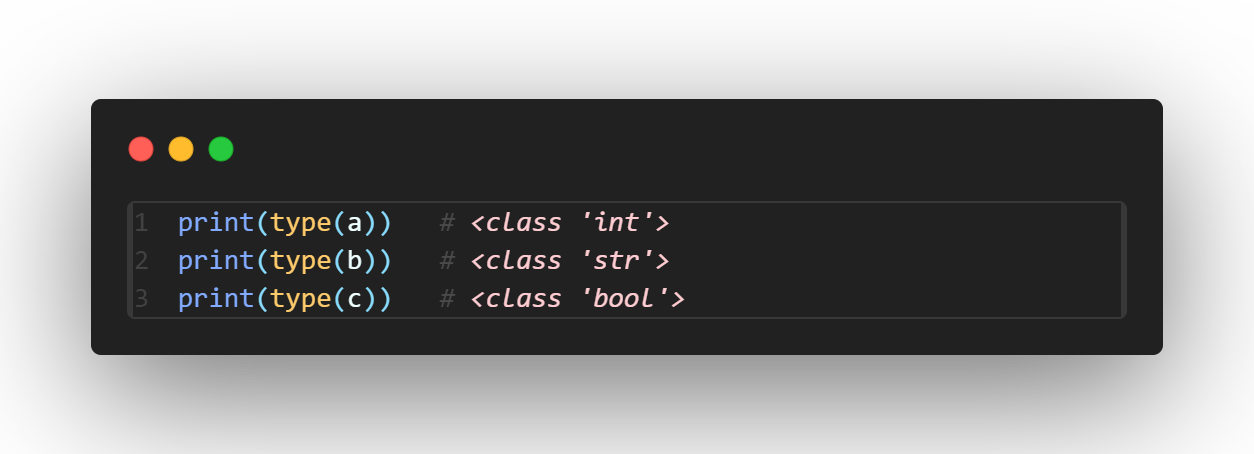 1 print(type(a))   # <class 'int'>
2 print(type(b))   # <class 'str'>
3 print(type(c))   # <class 'bool'>